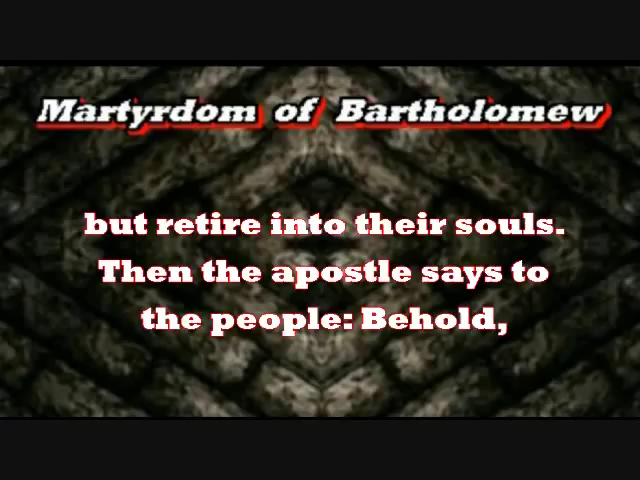 Martyrdom of Bartholomew
but retire into their souls.
Then the apostle says to
the people: Behold,